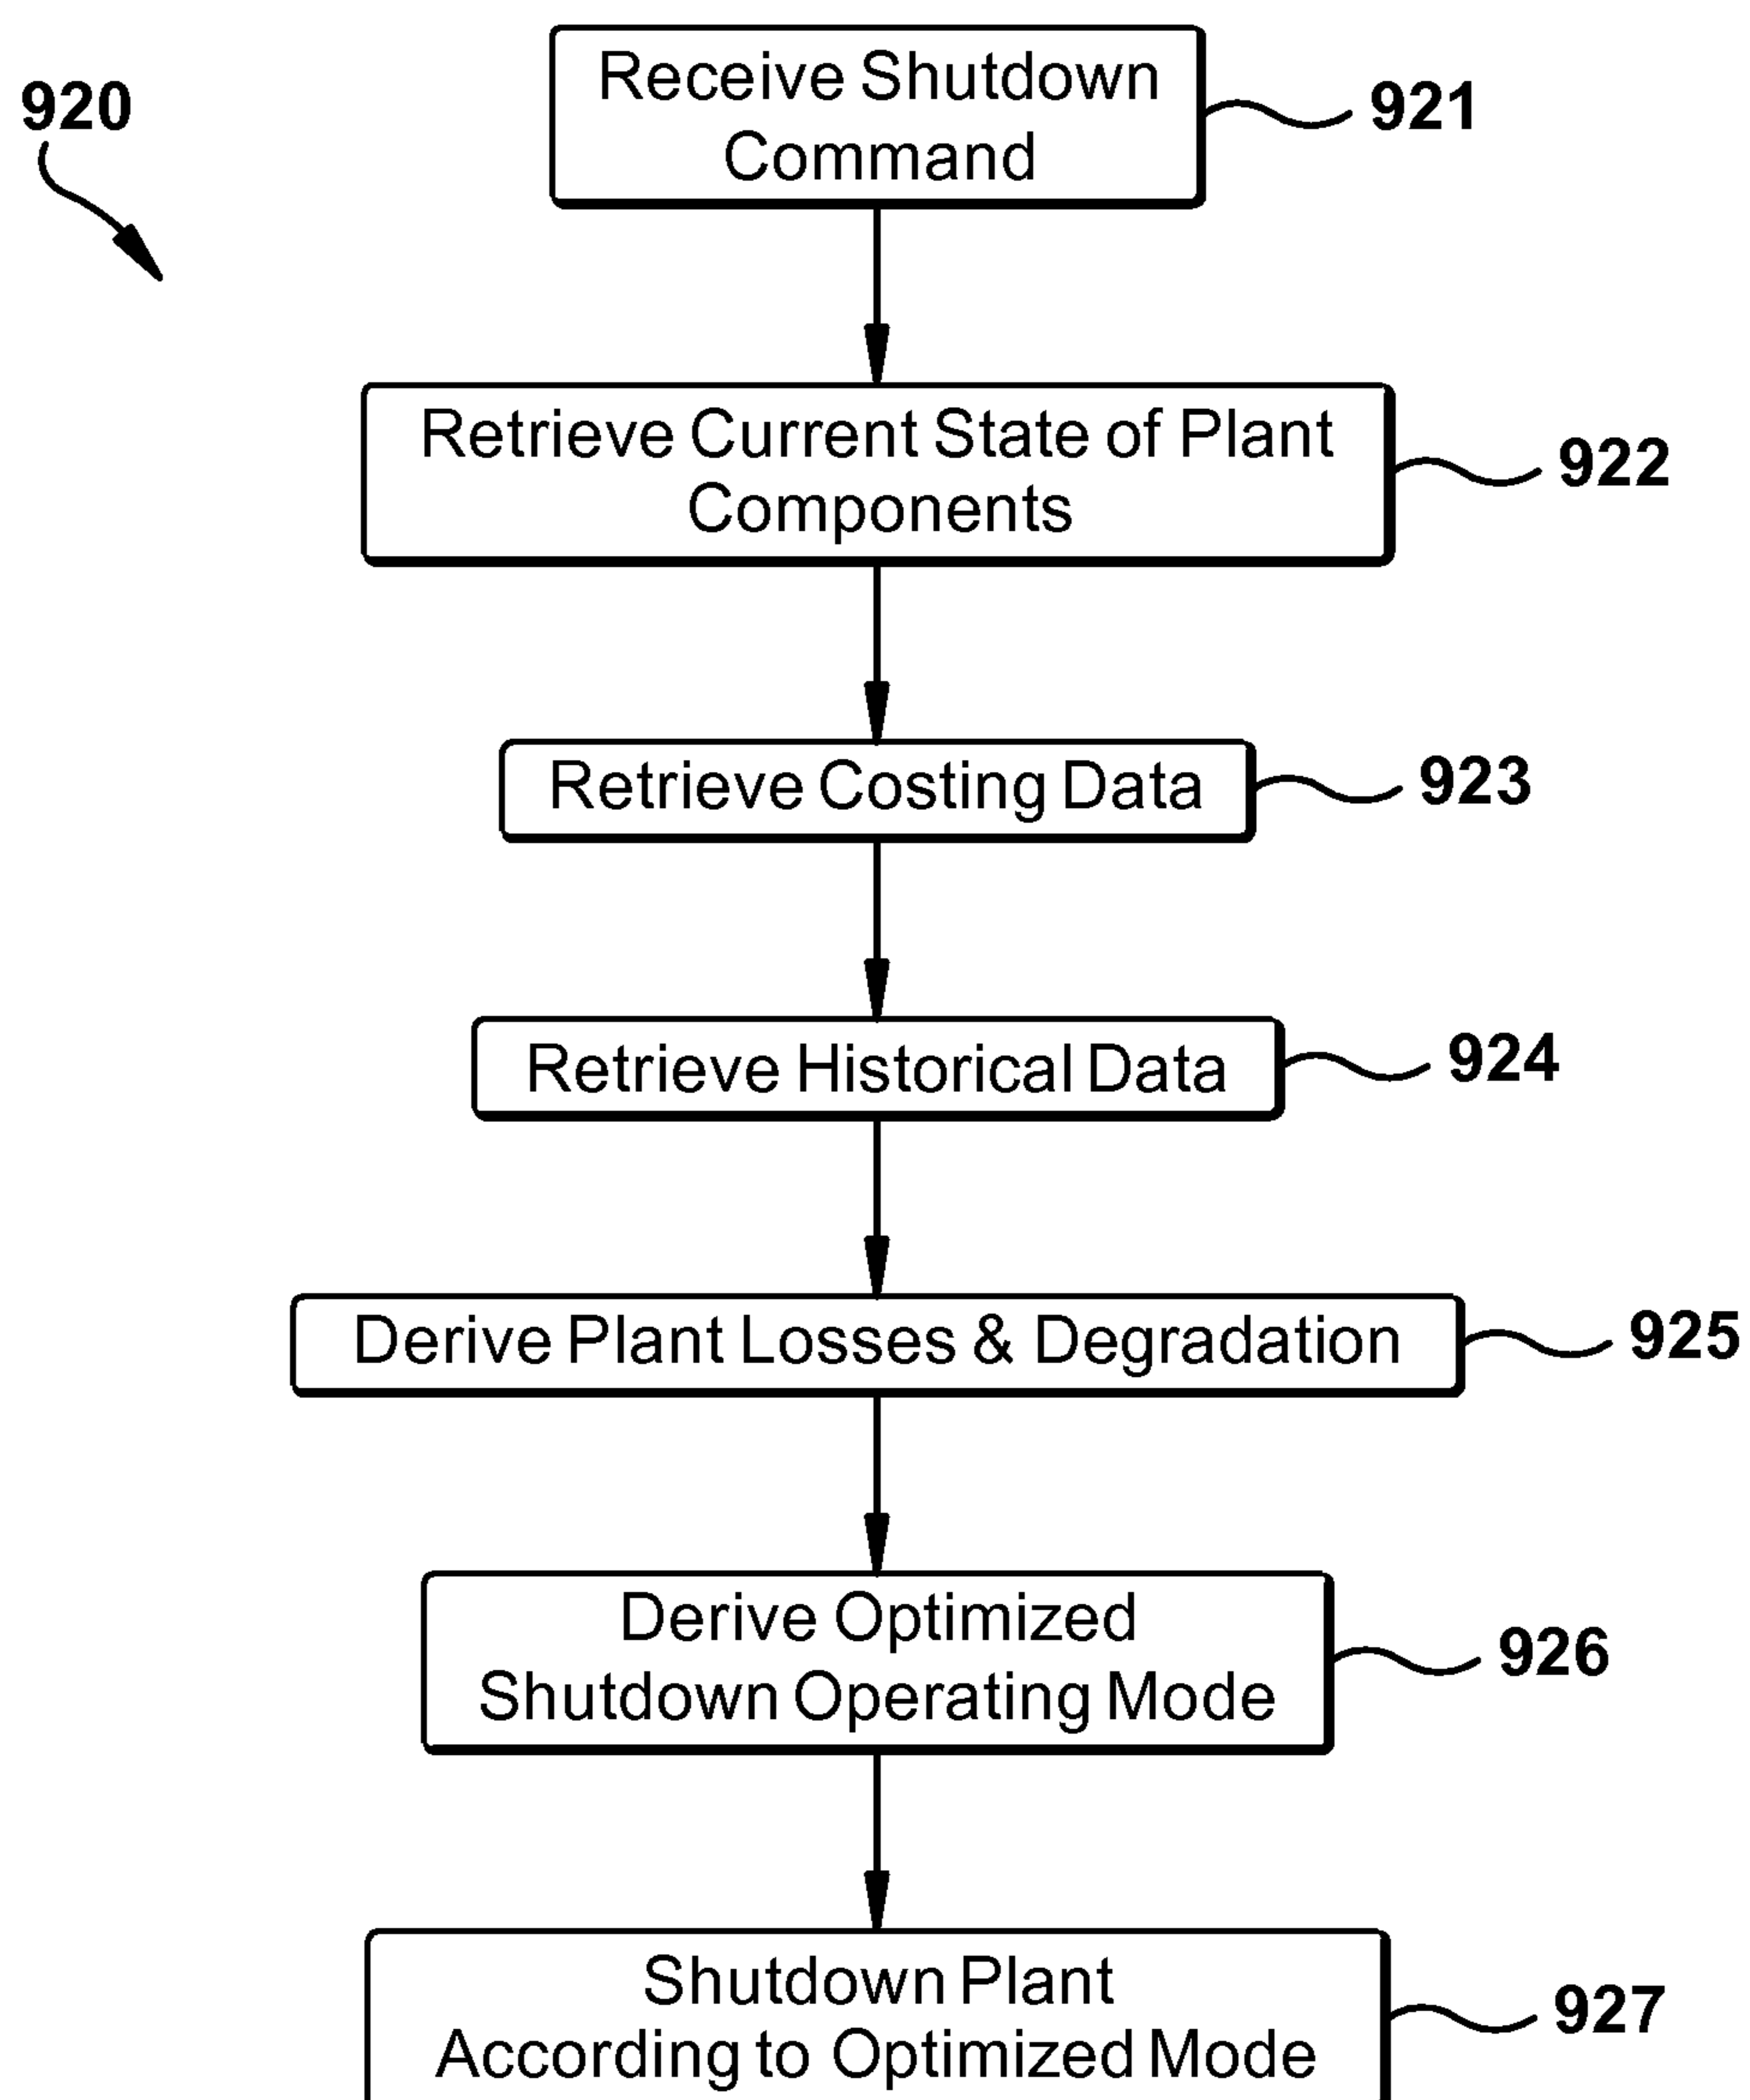 920
Receive Shutdown
Command
921
Retrieve Current State of Plant
Components
922
Retrieve Costing Data
923
Retrieve Historical Data
924
Derive Plant Losses & Degradation
925
Derive Optimized
Shutdown Operating Mode
926
Shutdown Plant
According to Optimized Mode
927